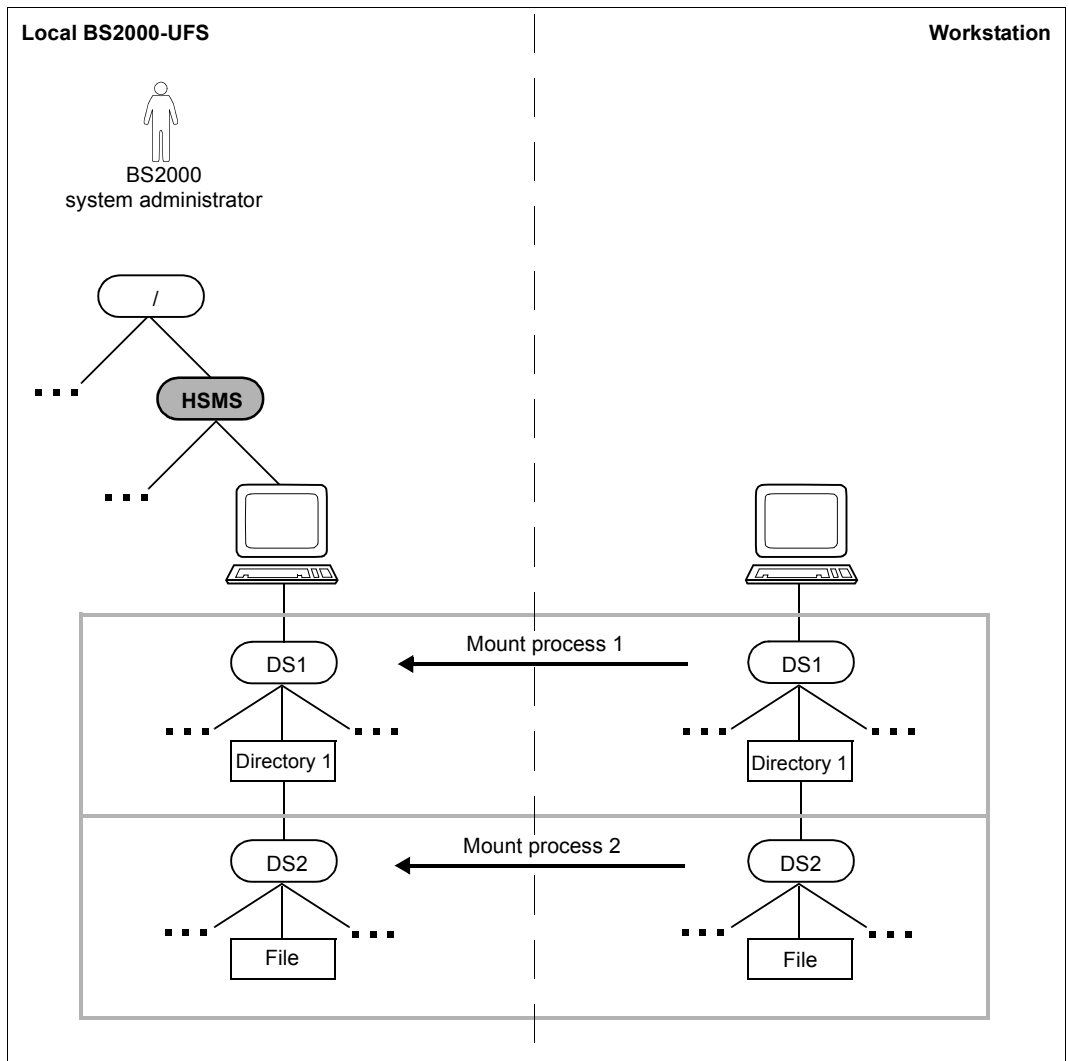 Local BS2000-UFS
Workstation
BS2000
system administrator
/
HSMS
Mount process 1
DS1
DS1
Directory 1
Directory 1
Mount process 2
DS2
DS2
File
File